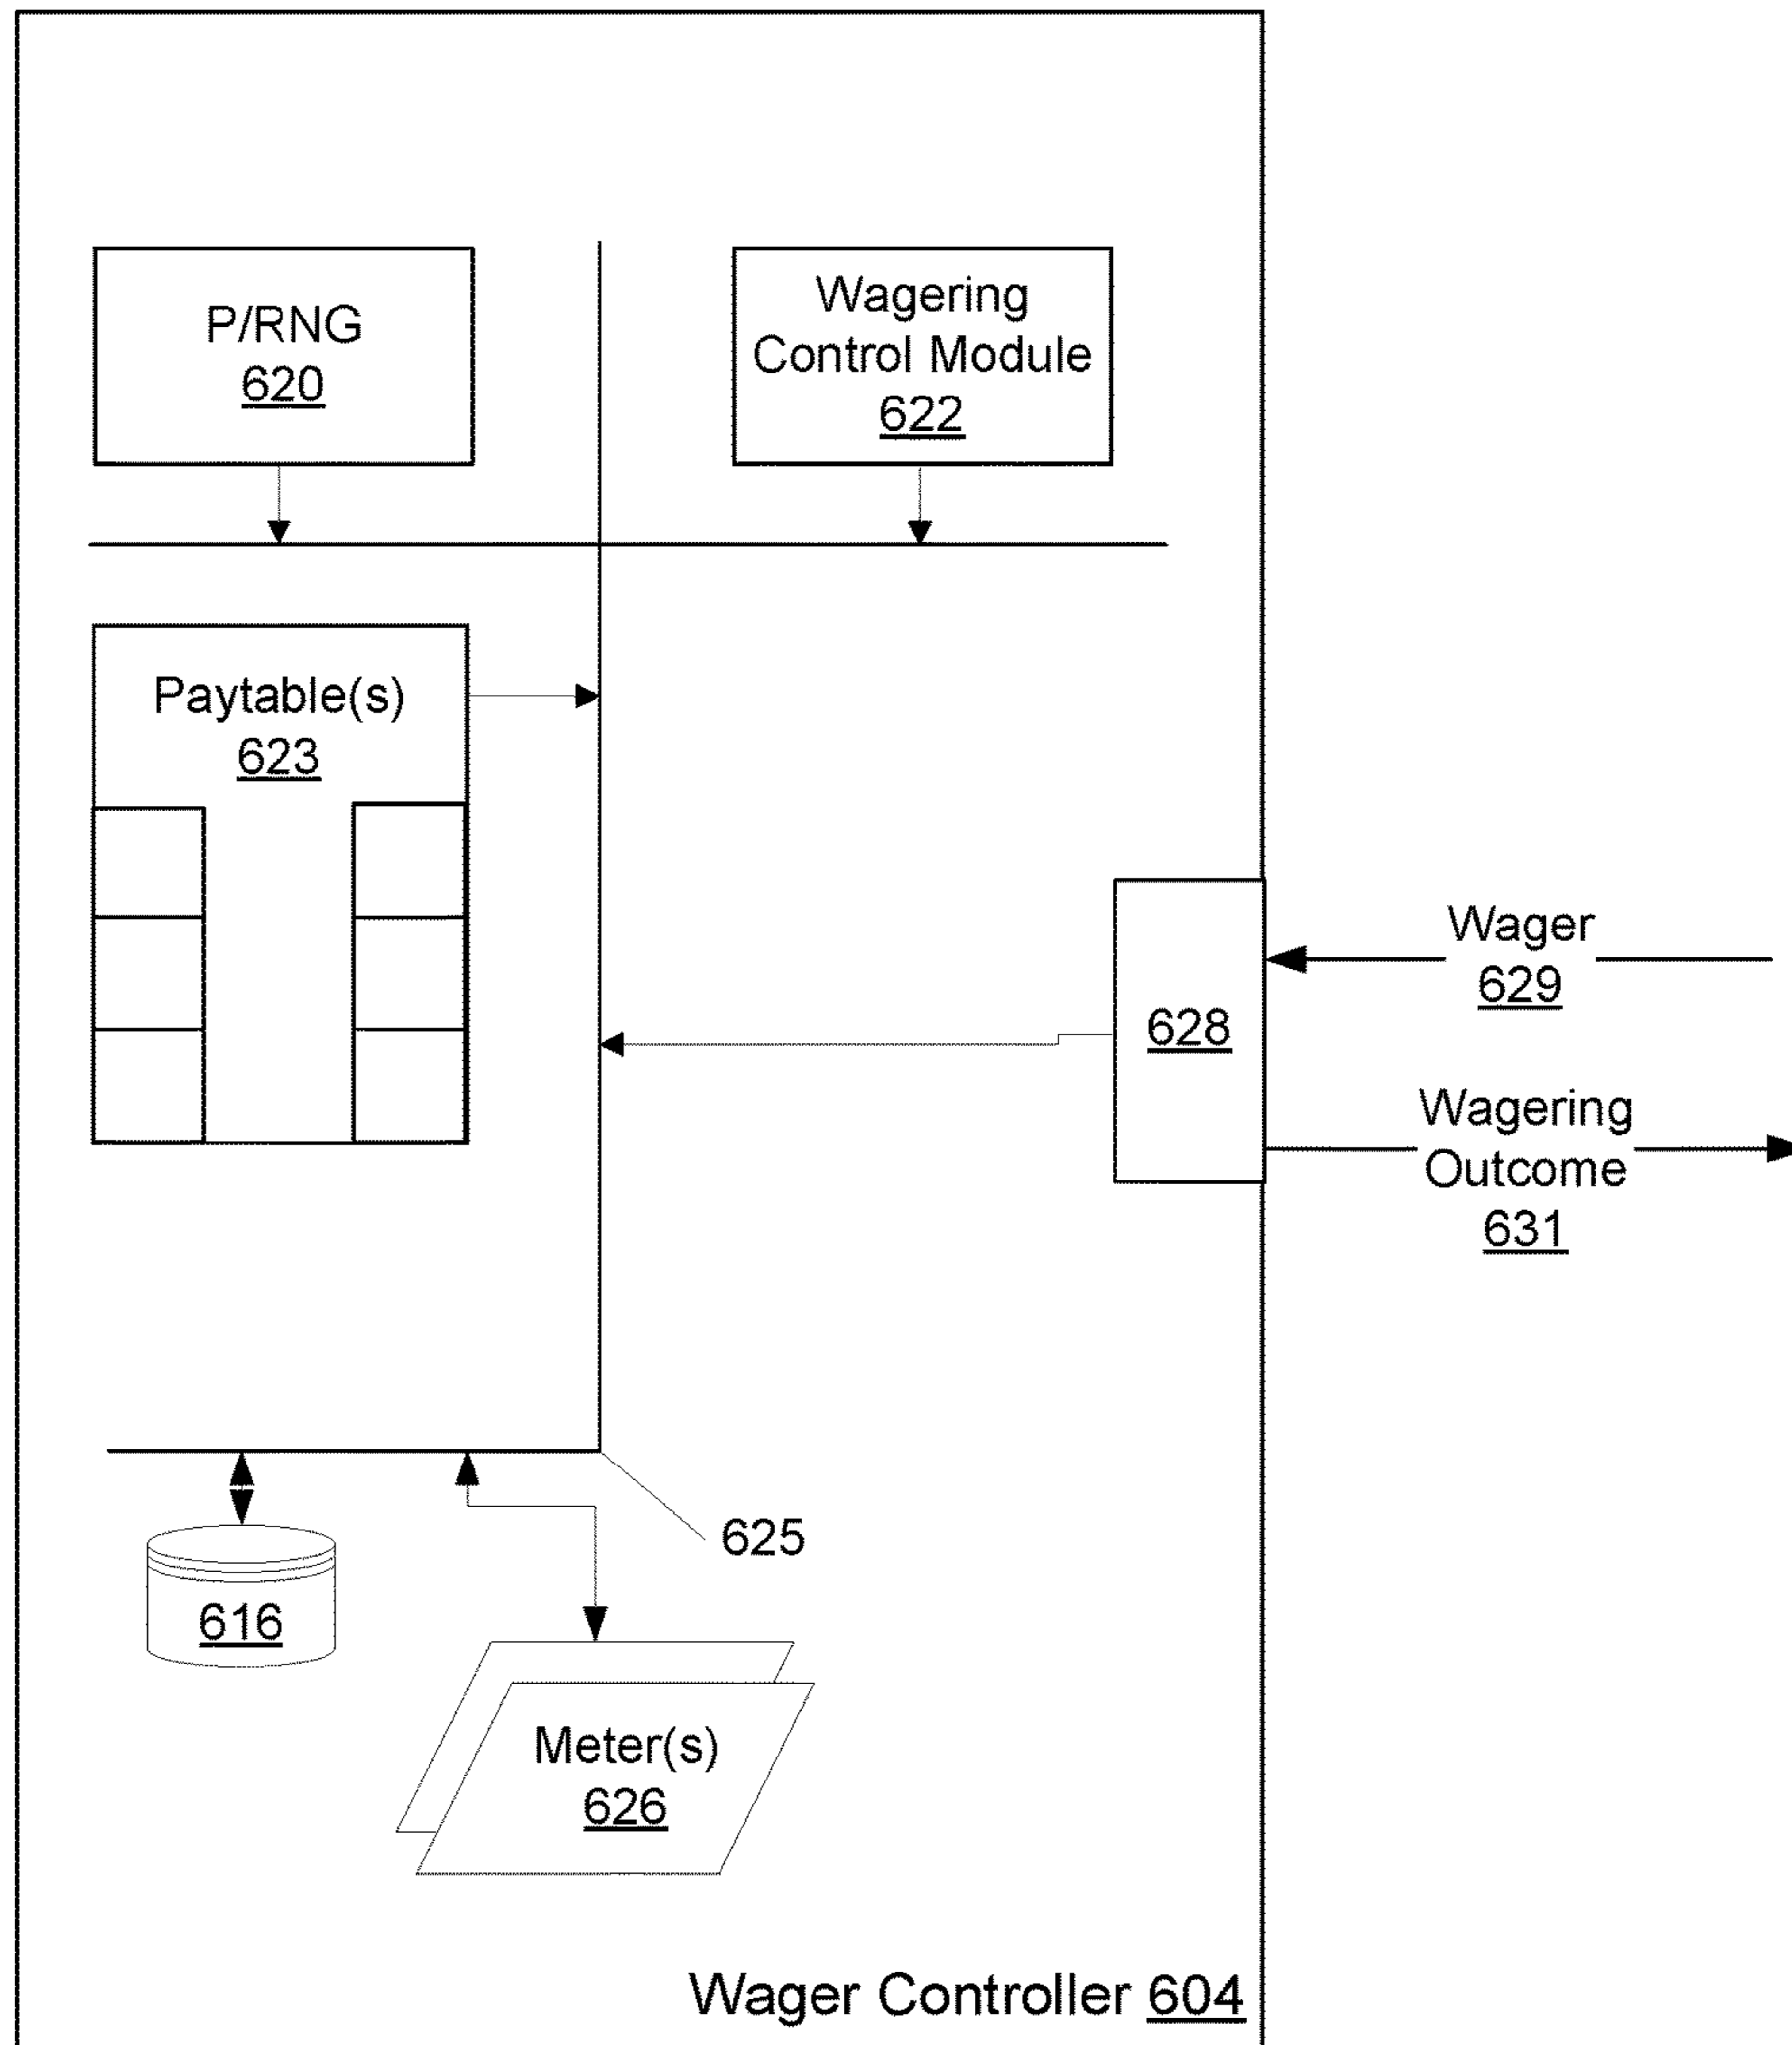 P/RNG
620
Wagering
Control Module
622
Paytable(s)
623
Wager
629
628
Wagering
Outcome
631
625
616
Meter(s)
626
Wager Controller 604